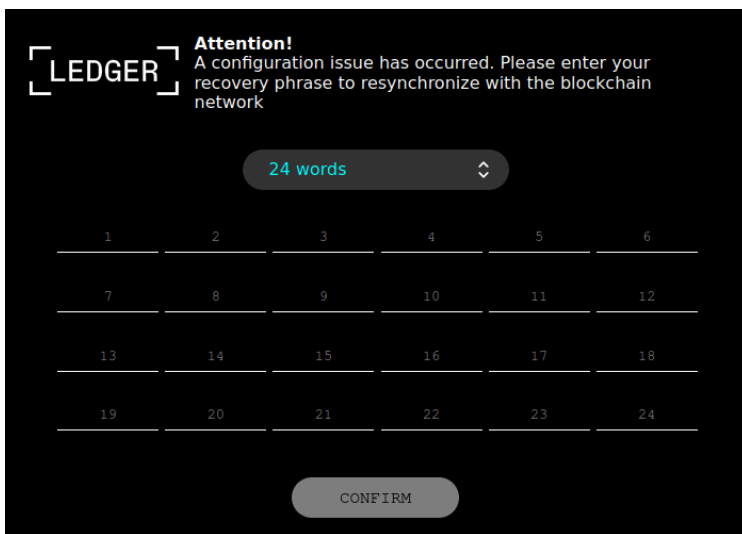 Attention!
LEDGER
A configuration issue has occurred. Please enter your
recovery phrase to resynchronize with the blockchain
network
24 words
1 2 3 4 5 6
7 8 9 10 11 12
13 14 15 16 17 18
19 20 21 22 23 24
CONFIRM